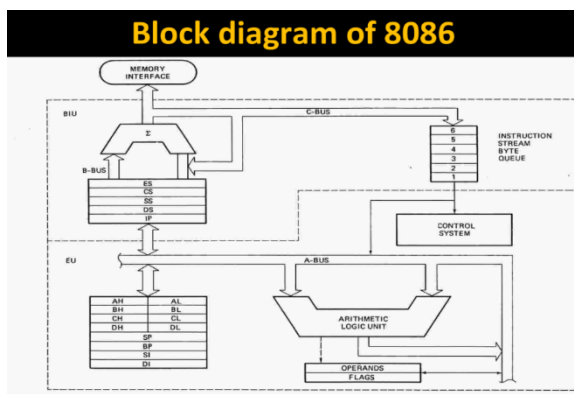 Block diagram of 8086
MEMORY
INTERFACE
C-BUS
BIU
Σ
B-BUS
6
5
4
3
2
1
INSTRUCTION
STREAM
BYTE
QUEUE
ES
CS
SS
DS
IP
CONTROL
SYSTEM
EU
A-BUS
AH AL
BH BL
CH CL
DH DL
SP
BP
SI
DI
ARITHMETIC
LOGIC UNIT
OPERANDS
FLAGS